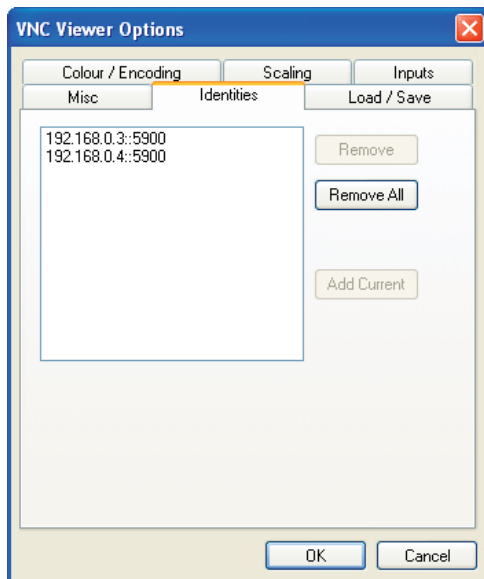 VNC Viewer Options
Colour / Encoding Scaling Inputs
Misc Identities Load / Save
192.168.0.3::5900
192.168.0.4::5900
Remove
Remove All
Add Current
OK Cancel